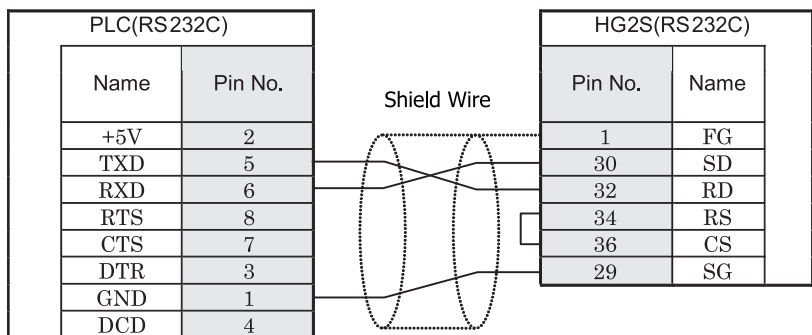 PLC(RS232C)
HG2S(RS232C)
Name Pin No.
Shield Wire
Pin No. Name
+5V 2
1 FG
TXD 5
30 SD
RXD 6
32 RD
RTS 8
34 RS
CTS 7
36 CS
DTR 3
29 SG
GND 1
DCD 4